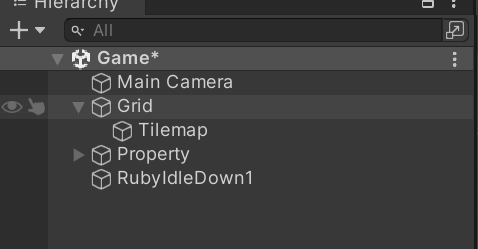 Hierarchy
All
Game*
Main Camera
Grid
Tilemap
Property
RubyIdleDown1